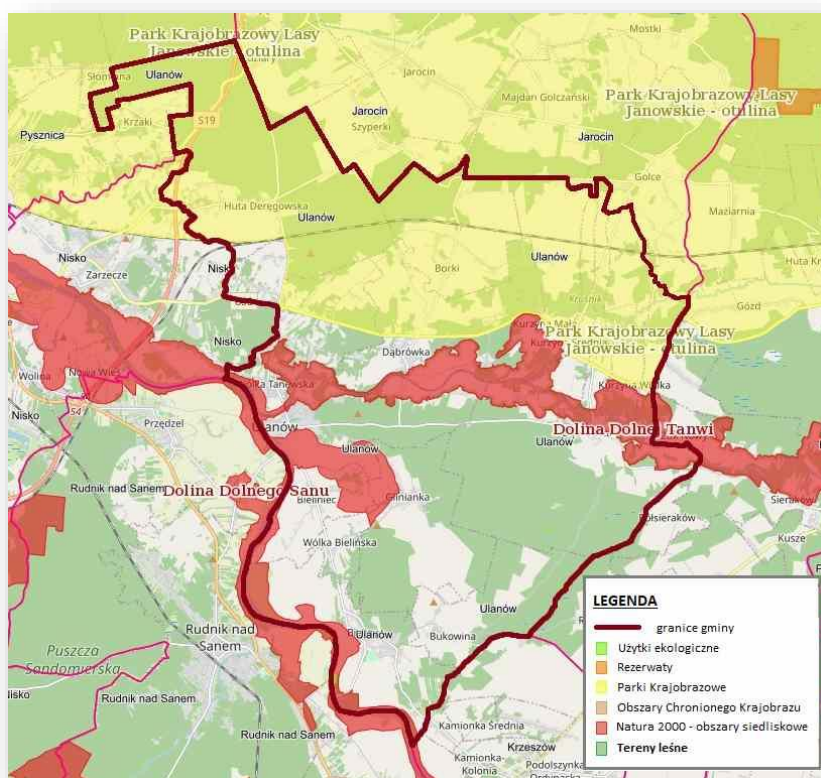 Park Krajobrazowy Lasy
Janowskie - otulina
Mostki
Słomiana
Ulanów
Jarocin
Majdan Golczański
Park Krajobrazowy Lasy
Janowskie - otulina
Krzaki
S19
Jarocin
Szyperki
Pysznica
Jarocin
Golce
Maziarnia
Huta Deręgowska
Ulanów
Nisko
Zarzecze
Nisko
Borki
Ulanów
Gózd
Park Krajobrazowy Lasy
Janowskie - otulina
Nisko
Dąbrówka
Wolina
Nowa Wieś
Nisko
S4
Przędzel
Ulanów
Ulanów
Dolina Dolnej Tanwi
Ulanów
Dolina Dolnego Sanu
Bieliniec
Glinianka
Rudnik nad Sanem
Sieraków
Kusze
Wólka Bielińska
Ulanów
Rudnik nad
Sanem
Ulanów
Bukowina
Puszcza
Sandomierska
Nisko
Rudnik nad Sanem
Rudnik nad Sanem
Kamionka Średnia
Krzeszów
Kamionka-
Kolonia
Podolszynka
LEGENDA
granice gminy
Użytki ekologiczne
Rezerwaty
Parki Krajobrazowe
Obszary Chronionego Krajobrazu
Natura 2000 - obszary siedliskowe
Tereny leśne